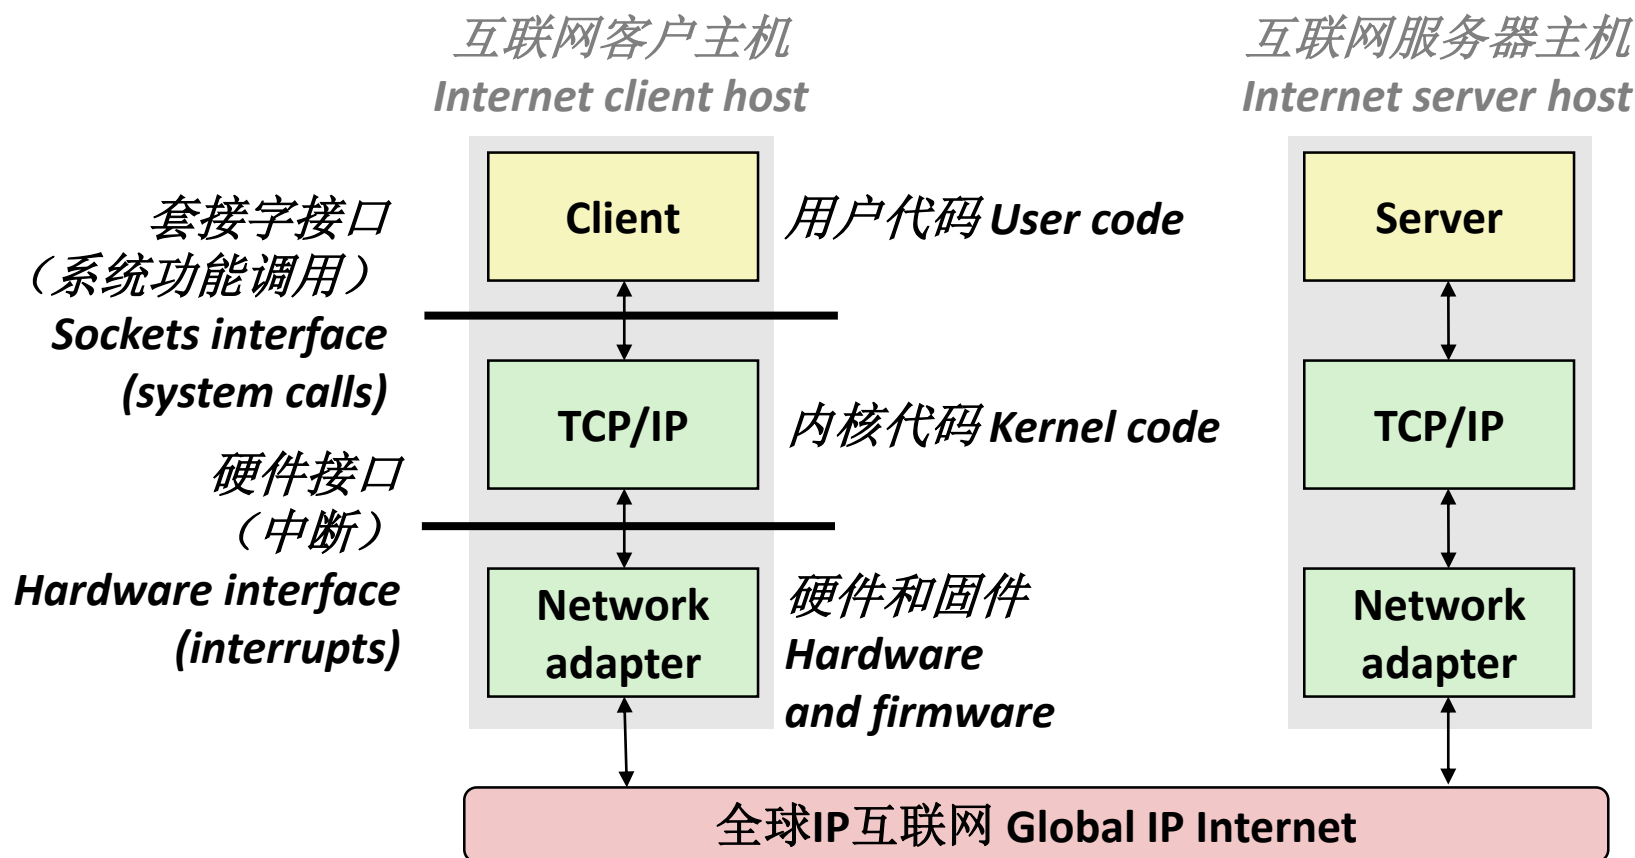 互联网客户主机
Internet client host
互联网服务器主机
Internet server host
套接字接口
（系统功能调用）
Sockets interface
(system calls)
Client
用户代码 User code
Server
TCP/IP
内核代码 Kernel code
TCP/IP
硬件接口
（中断）
Hardware interface
(interrupts)
Network
adapter
硬件和固件
Hardware
and firmware
Network
adapter
全球IP互联网 Global IP Internet